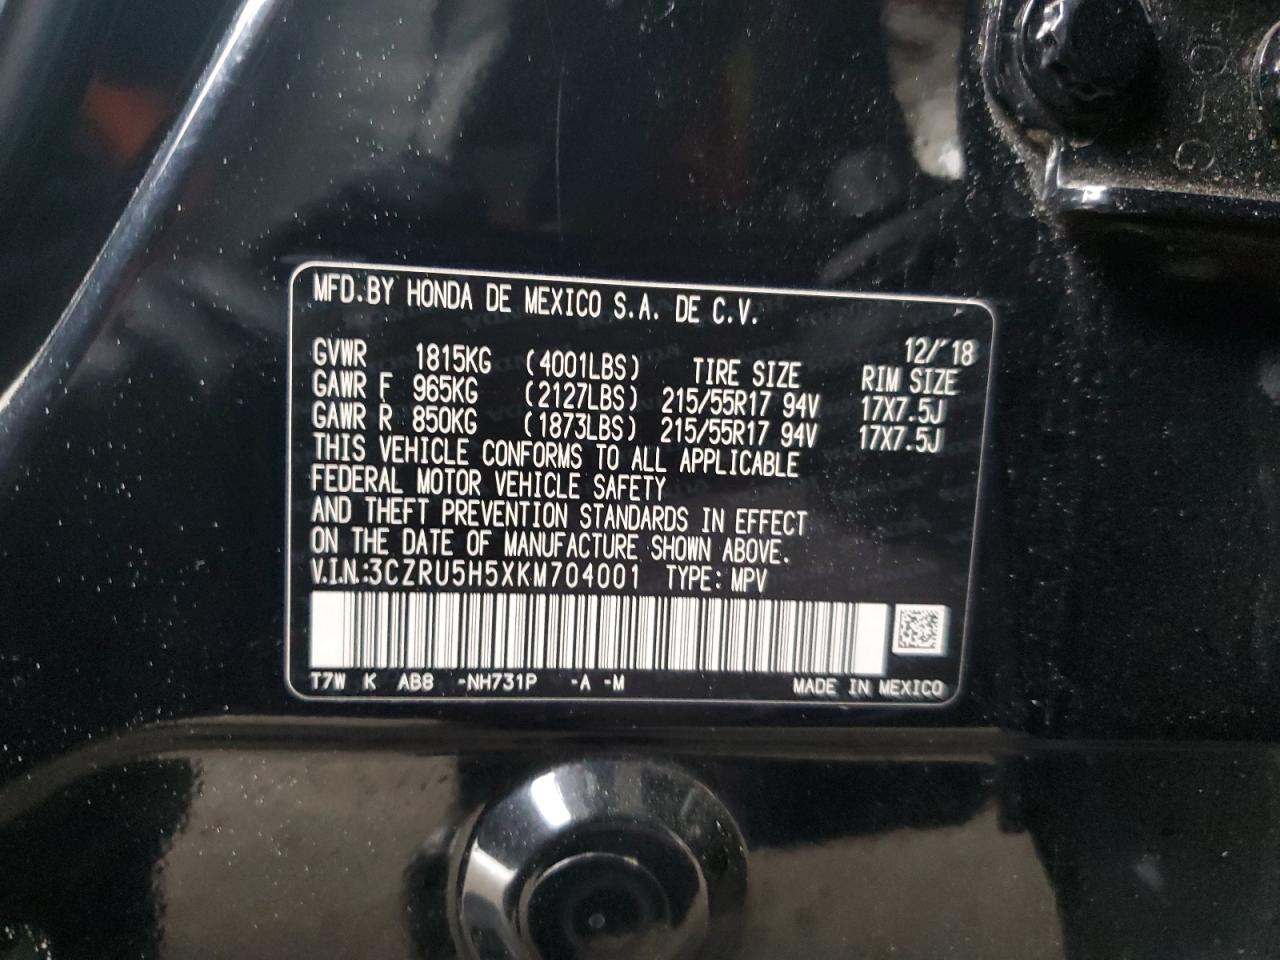 MFD.BY HONDA DE MEXICO S.A. DE C.V.
12/'18
GVWR 1815KG (4001LBS) TIRE SIZE RIM SIZE
GAWR F 965KG (2127LBS) 215/55R17 94V 17X7.5J
GAWR R 850KG (1873LBS) 215/55R17 94V 17X7.5J
THIS VEHICLE CONFORMS TO ALL APPLICABLE
FEDERAL MOTOR VEHICLE SAFETY
AND THEFT PREVENTION STANDARDS IN EFFECT
ON THE DATE OF MANUFACTURE SHOWN ABOVE.
V.I.N.:3CZRU5H5XKM704001 TYPE: MPV
T7W K AB8 -NH731P -A -M MADE IN MEXICO